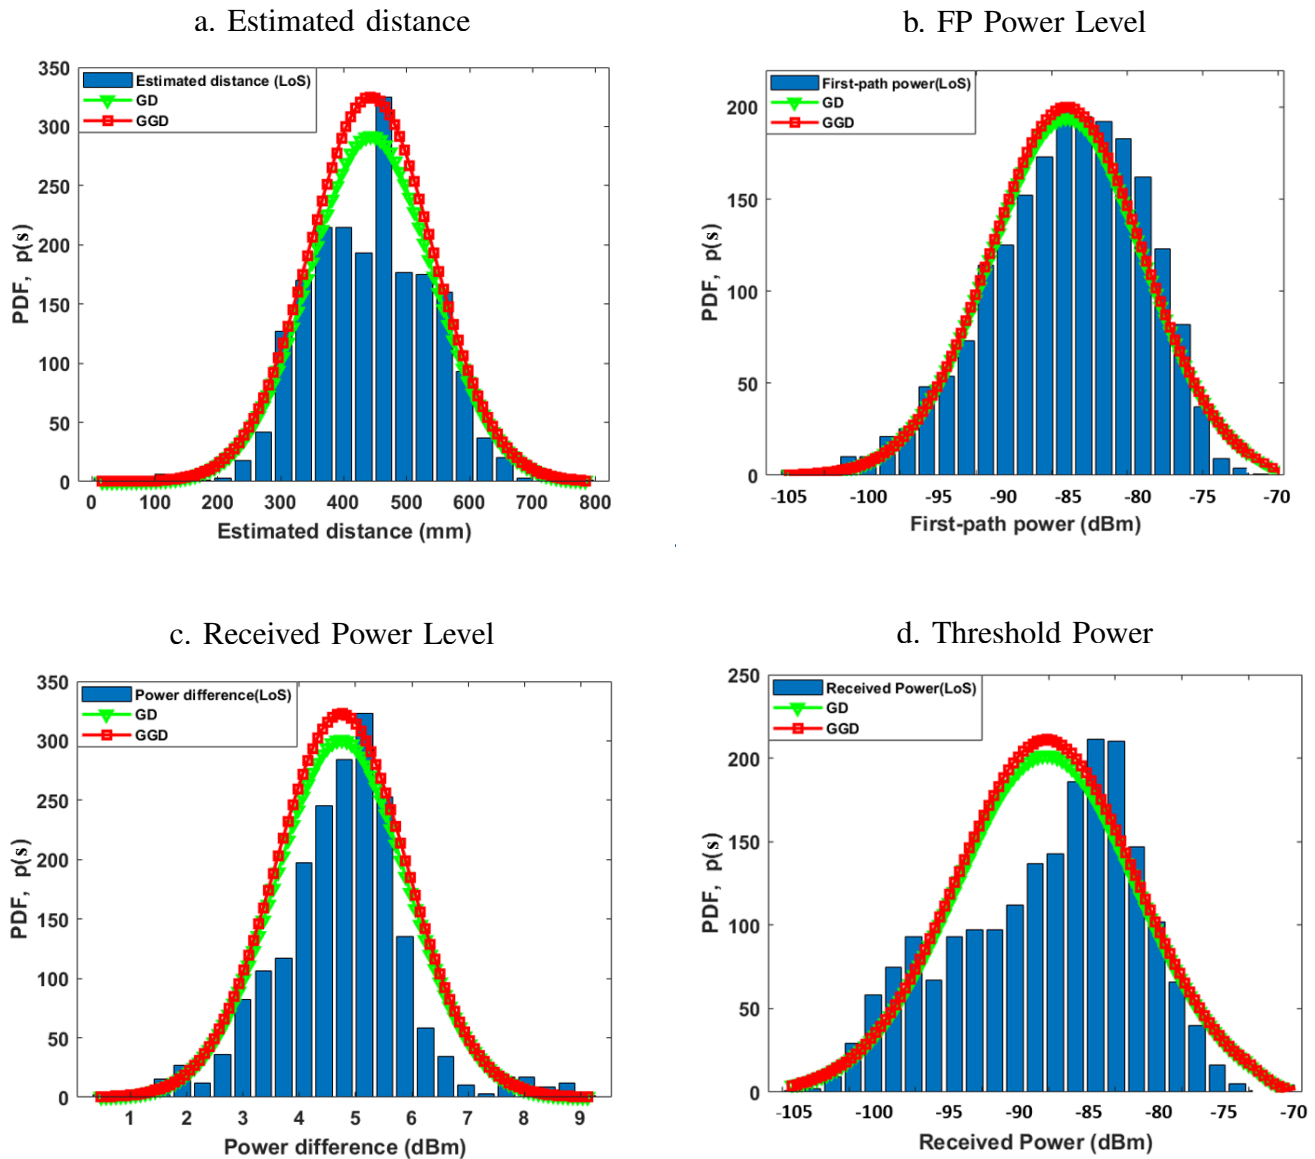 a. Estimated distance
350
300
250
200
150
100
50
0
PDF, p(s)
Estimated distance (LoS)
GD
GGD
0 100 200 300 400 500 600 700 800
Estimated distance (mm)
b. FP Power Level
200
150
100
50
0
PDF, p(s)
First-path power(LoS)
GD
GGD
-105 -100 -95 -90 -85 -80 -75 -70
First-path power (dBm)
c. Received Power Level
350
300
250
200
150
100
50
0
PDF, p(s)
Power difference(LoS)
GD
GGD
1 2 3 4 5 6 7 8 9
Power difference (dBm)
d. Threshold Power
250
200
150
100
50
0
PDF, p(s)
Received Power(LoS)
GD
GGD
-105 -100 -95 -90 -85 -80 -75 -70
Received Power (dBm)